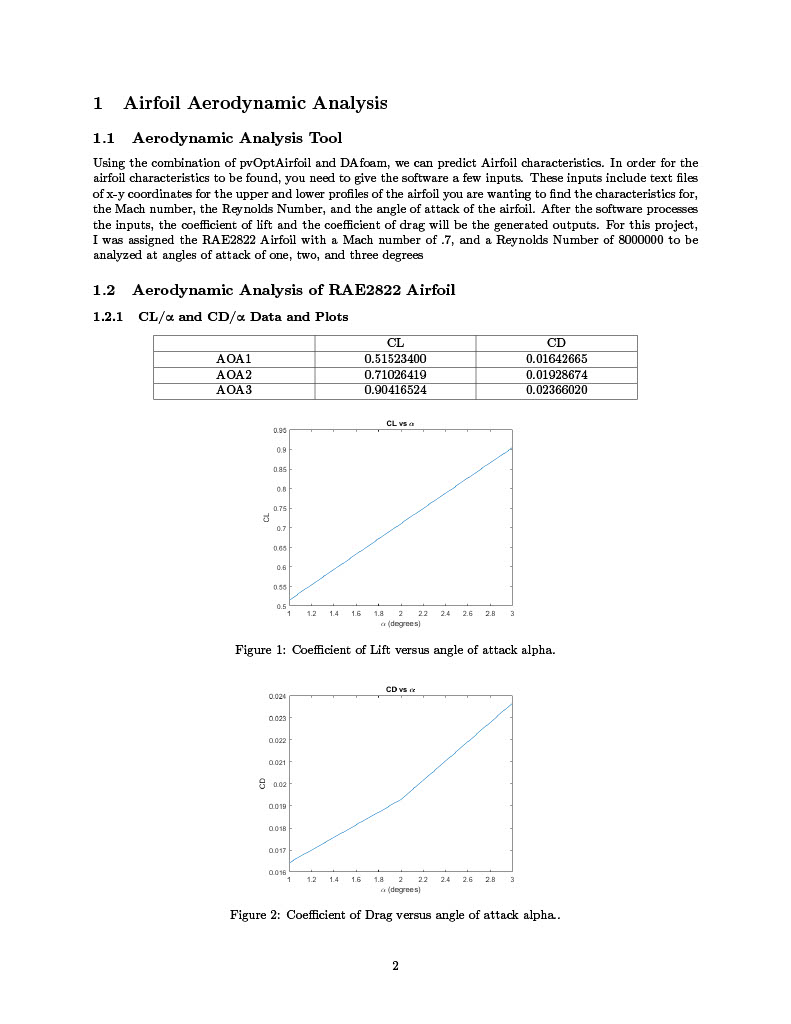 1 Airfoil Aerodynamic Analysis
1.1 Aerodynamic Analysis Tool
Using the combination of pvOptAirfoil and DAfoam, we can predict Airfoil characteristics. In order for the
airfoil characteristics to be found, you need to give the software a few inputs. These inputs include text files
of x-y coordinates for the upper and lower profiles of the airfoil you are wanting to find the characteristics for,
the Mach number, the Reynolds Number, and the angle of attack of the airfoil. After the software processes
the inputs, the coefficient of lift and the coefficient of drag will be the generated outputs. For this project,
I was assigned the RAE2822 Airfoil with a Mach number of .7, and a Reynolds Number of 8000000 to be
analyzed at angles of attack of one, two, and three degrees
1.2 Aerodynamic Analysis of RAE2822 Airfoil
1.2.1 CL/α and CD/α Data and Plots
CL CD
AOA1 0.51523400 0.01642665
AOA2 0.71026419 0.01928674
AOA3 0.90416524 0.02366020
CL vs α
0.95
0.9
0.85
0.8
0.75
0.7
0.65
0.6
0.55
0.5
CL
1 1.2 1.4 1.6 1.8 2 2.2 2.4 2.6 2.8 3
α (degrees)
Figure 1: Coefficient of Lift versus angle of attack alpha.
CD vs α
0.024
0.023
0.022
0.021
0.02
0.019
0.018
0.017
0.016
CD
1 1.2 1.4 1.6 1.8 2 2.2 2.4 2.6 2.8 3
α (degrees)
Figure 2: Coefficient of Drag versus angle of attack alpha..
2